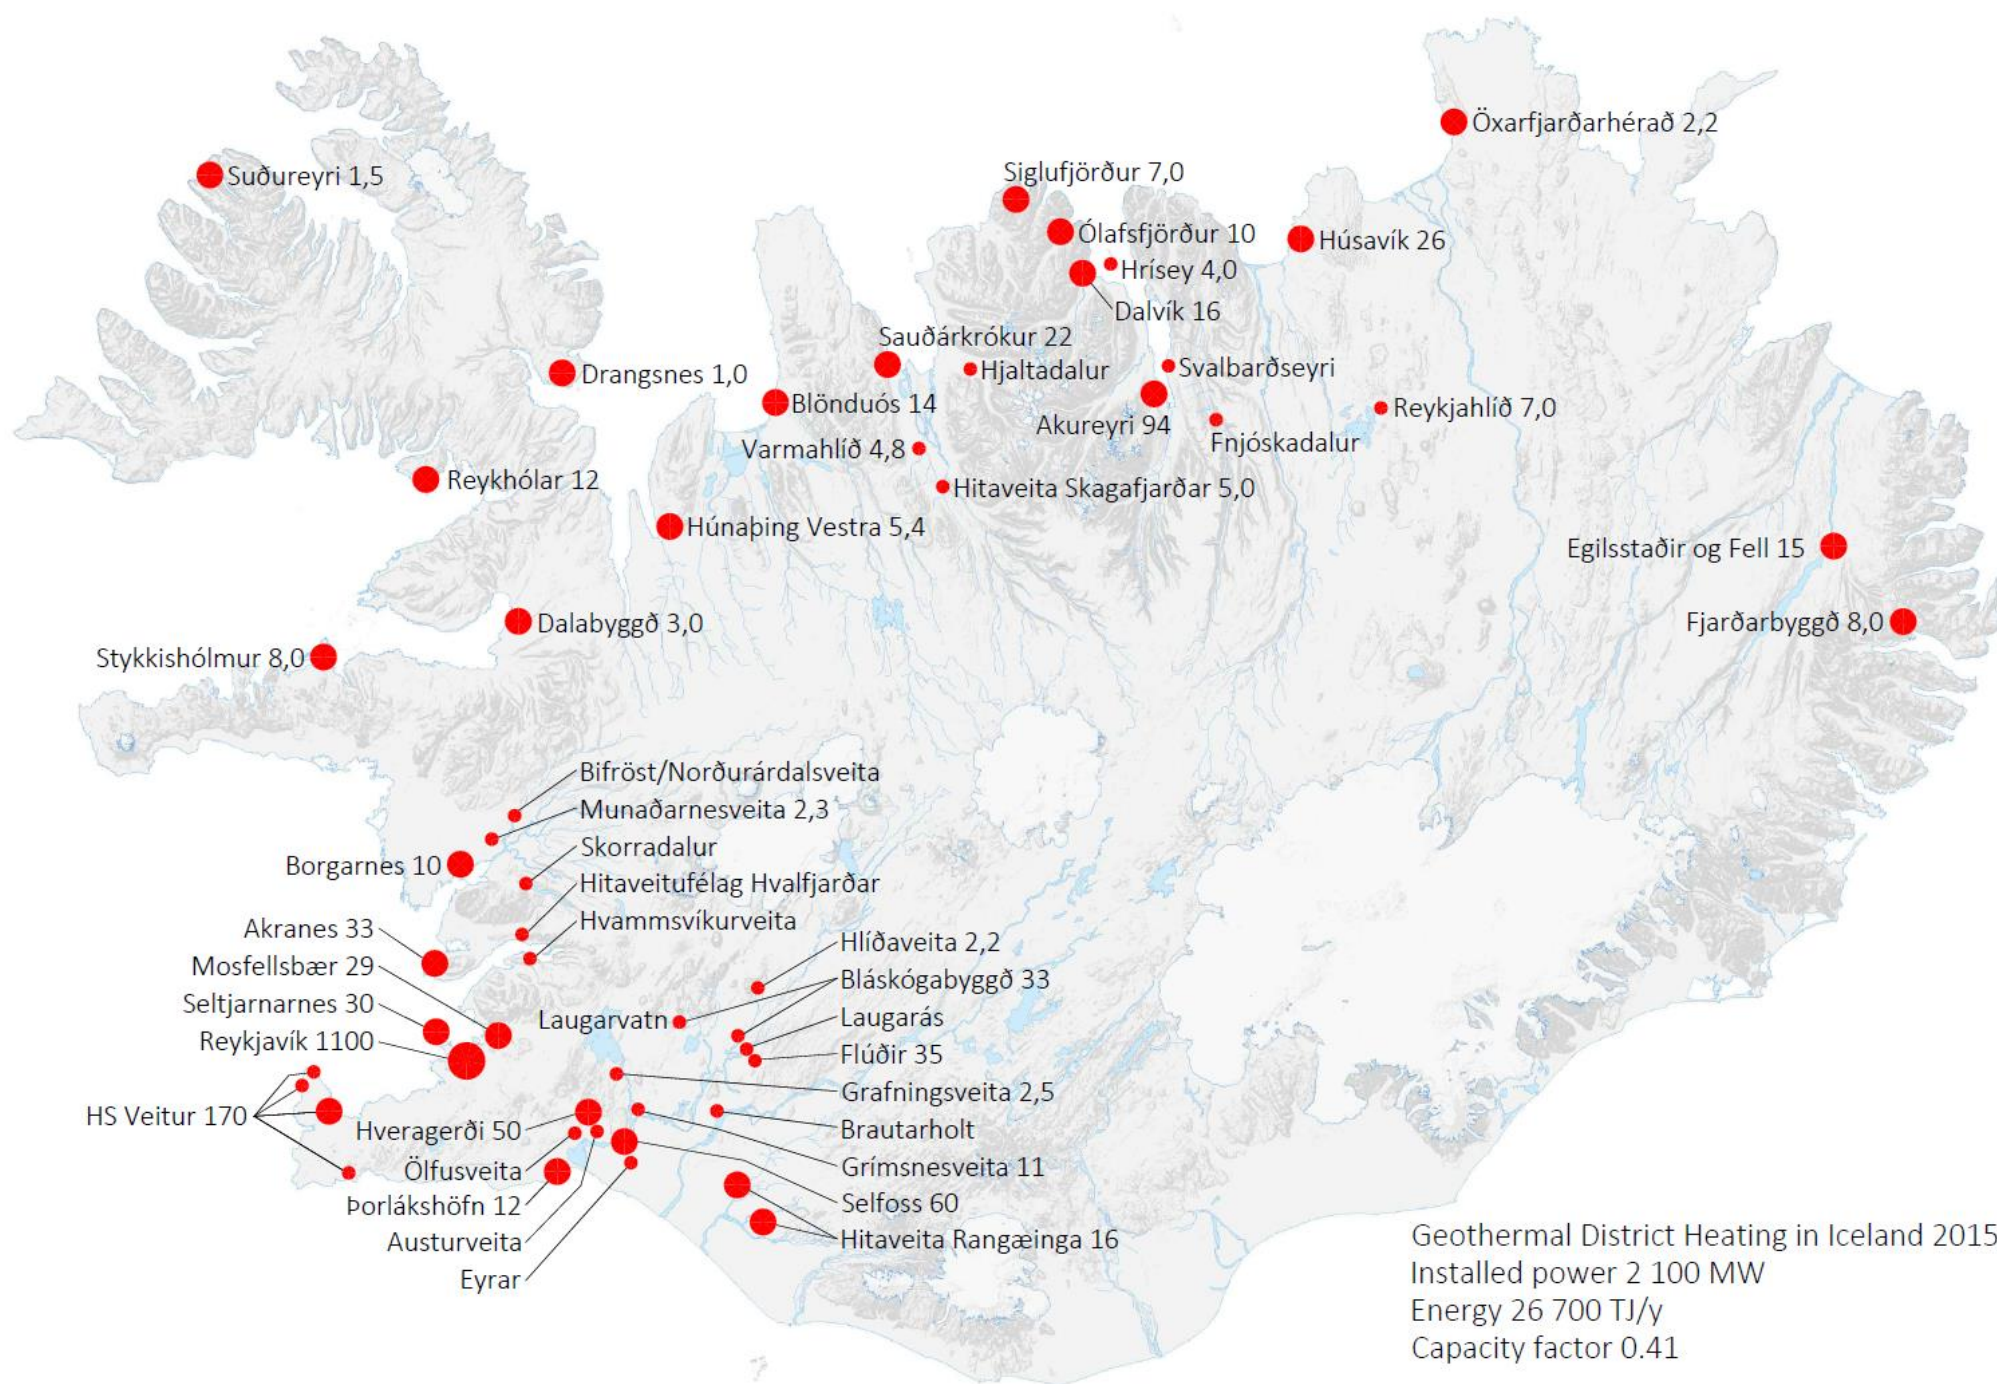 Öxarfjarðarhérað 2,2
Suðureyri 1,5
Siglufjörður 7,0
Ólafsfjörður 10
Húsavík 26
Hrísey 4,0
Dalvík 16
Sauðárkrókur 22
Hjaltadalur
Svalbarðseyri
Drangsnes 1,0
Blönduós 14
Akureyri 94
Reykjahlíð 7,0
Fnjóskadalur
Varmahlíð 4,8
Reykhólar 12
Hitaveita Skagafjarðar 5,0
Húnaþing Vestra 5,4
Egilsstaðir og Fell 15
Dalabyggð 3,0
Fjarðarbyggð 8,0
Stykkishólmur 8,0
Bifröst/Norðurárdalsveita
Munaðarnesveita 2,3
Skorradalur
Borgarnes 10
Hitaveitufélag Hvalfjarðar
Hvammsvíkurveita
Akranes 33
Mosfellsbær 29
Seltjarnarnes 30
Reykjavík 1100
HS Veitur 170
Hlíðaveita 2,2
Bláskógabyggð 33
Laugarvatn
Laugarás
Flúðir 35
Grafningsveita 2,5
Brautarholt
Grímsnesveita 11
Selfoss 60
Hitaveita Rangæinga 16
Hveragerði 50
Ölfusveita
Þorlákshöfn 12
Austurveita
Eyrar
Geothermal District Heating in Iceland 2015
Installed power 2 100 MW
Energy 26 700 TJ/y
Capacity factor 0.41